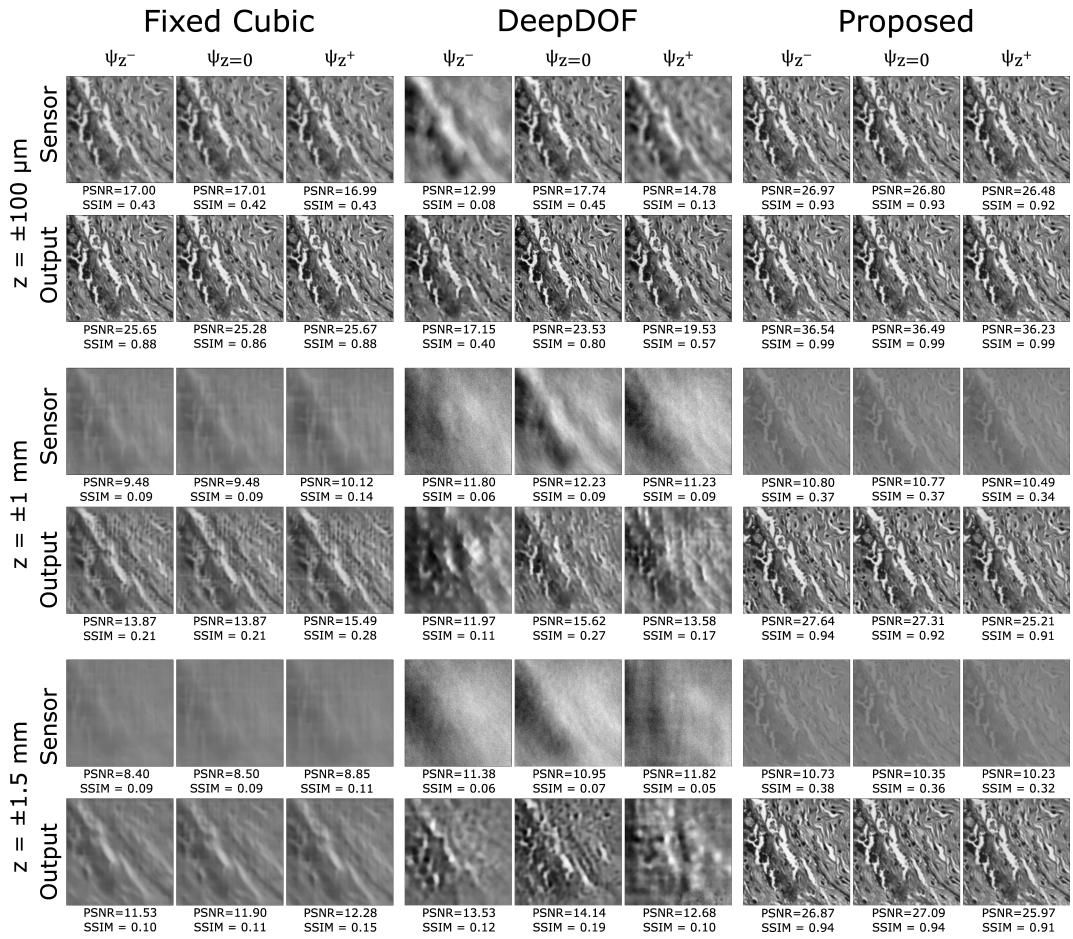 Fixed Cubic DeepDOF Proposed
ψz⁻ ψz=0 ψz⁺ ψz⁻ ψz=0 ψz⁺ ψz⁻ ψz=0 ψz⁺
z = ±100 μm
Sensor
PSNR=17.00 PSNR=17.01 PSNR=16.99 PSNR=12.99 PSNR=17.74 PSNR=14.78 PSNR=26.97 PSNR=26.80 PSNR=26.48
SSIM = 0.43 SSIM = 0.42 SSIM = 0.43 SSIM = 0.08 SSIM = 0.45 SSIM = 0.13 SSIM = 0.93 SSIM = 0.93 SSIM = 0.92
Output
PSNR=25.65 PSNR=25.28 PSNR=25.67 PSNR=17.15 PSNR=23.53 PSNR=19.53 PSNR=36.54 PSNR=36.49 PSNR=36.23
SSIM = 0.88 SSIM = 0.86 SSIM = 0.88 SSIM = 0.40 SSIM = 0.80 SSIM = 0.57 SSIM = 0.99 SSIM = 0.99 SSIM = 0.99
z = ±1 mm
Sensor
PSNR=9.48 PSNR=9.48 PSNR=10.12 PSNR=11.80 PSNR=12.23 PSNR=11.23 PSNR=10.80 PSNR=10.77 PSNR=10.49
SSIM = 0.09 SSIM = 0.09 SSIM = 0.14 SSIM = 0.06 SSIM = 0.09 SSIM = 0.09 SSIM = 0.37 SSIM = 0.37 SSIM = 0.34
Output
PSNR=13.87 PSNR=13.87 PSNR=15.49 PSNR=11.97 PSNR=15.62 PSNR=13.58 PSNR=27.64 PSNR=27.31 PSNR=25.21
SSIM = 0.21 SSIM = 0.21 SSIM = 0.28 SSIM = 0.11 SSIM = 0.27 SSIM = 0.17 SSIM = 0.94 SSIM = 0.92 SSIM = 0.91
z = ±1.5 mm
Sensor
PSNR=8.40 PSNR=8.50 PSNR=8.85 PSNR=11.38 PSNR=10.95 PSNR=11.82 PSNR=10.73 PSNR=10.35 PSNR=10.23
SSIM = 0.09 SSIM = 0.09 SSIM = 0.11 SSIM = 0.06 SSIM = 0.07 SSIM = 0.05 SSIM = 0.38 SSIM = 0.36 SSIM = 0.32
Output
PSNR=11.53 PSNR=11.90 PSNR=12.28 PSNR=13.53 PSNR=14.14 PSNR=12.68 PSNR=26.87 PSNR=27.09 PSNR=25.97
SSIM = 0.10 SSIM = 0.11 SSIM = 0.15 SSIM = 0.12 SSIM = 0.19 SSIM = 0.10 SSIM = 0.94 SSIM = 0.94 SSIM = 0.91